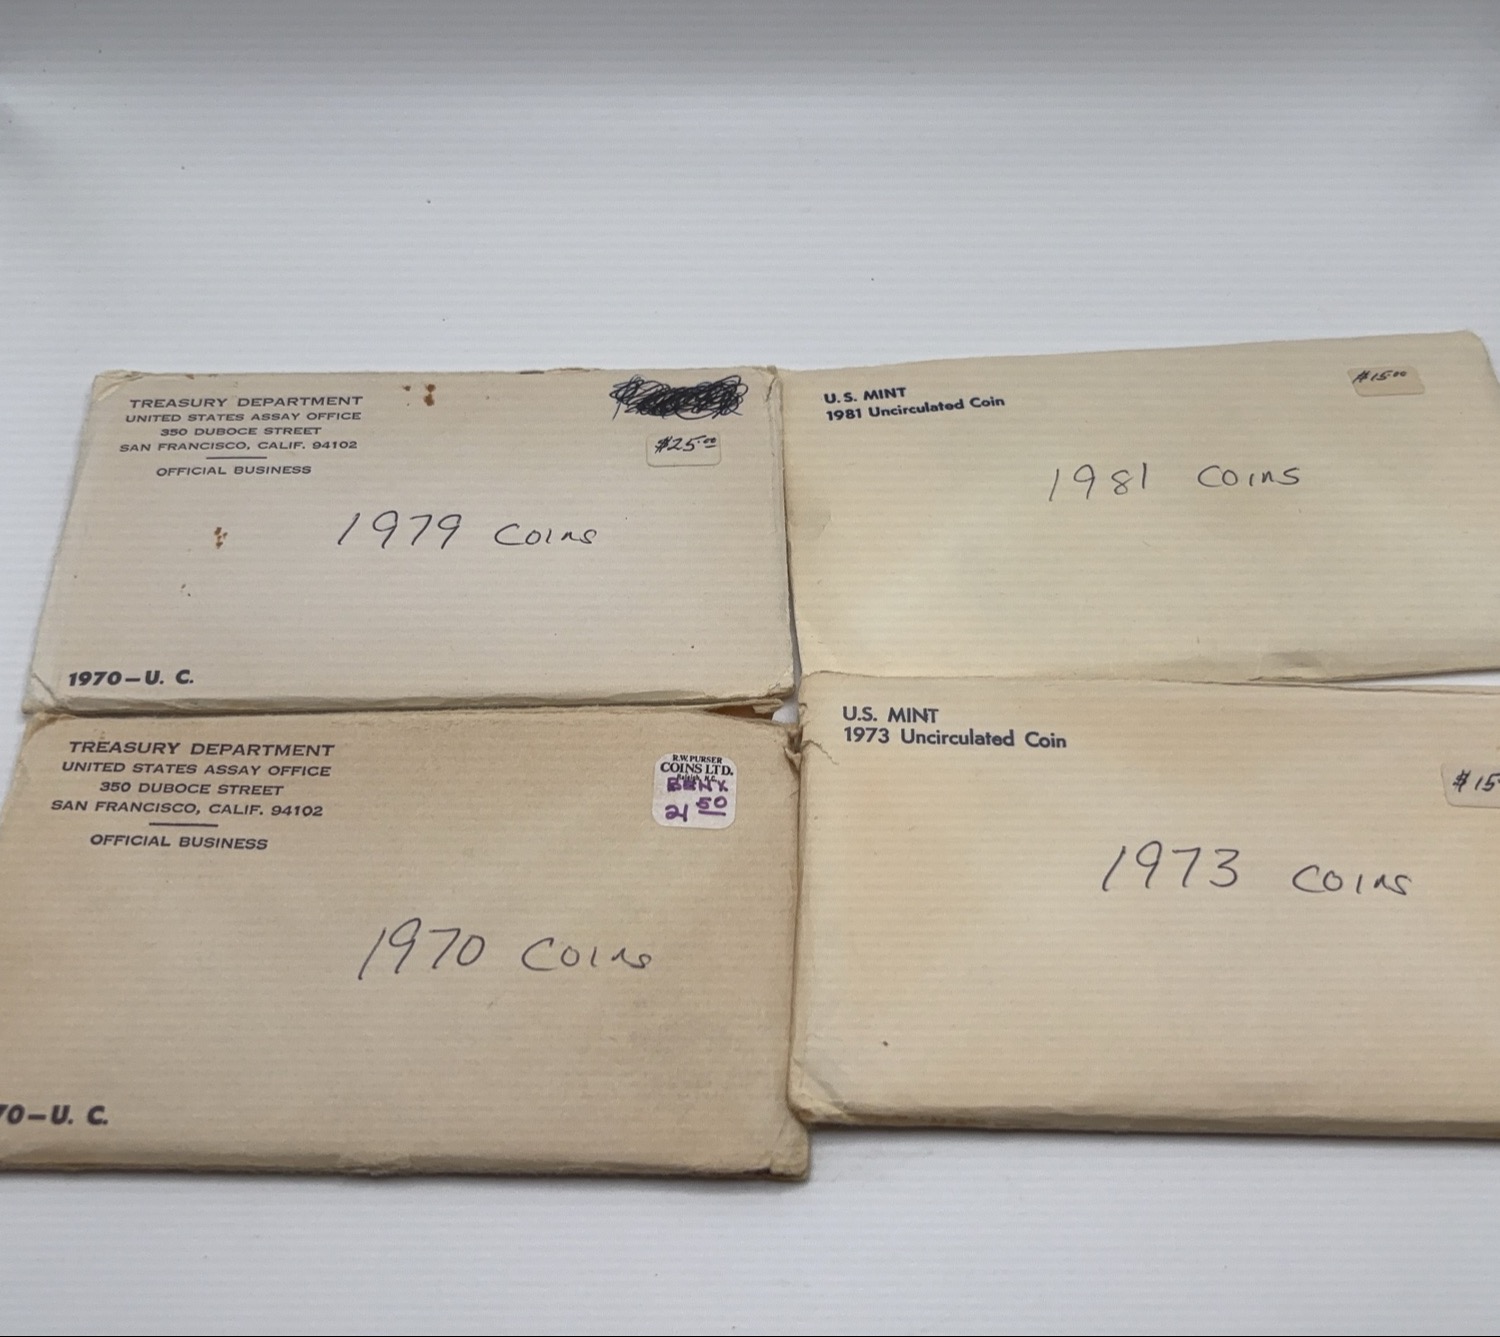 TREASURY DEPARTMENT
UNITED STATES ASSAY OFFICE
350 DUBOCE STREET
SAN FRANCISCO, CALIF. 94102
OFFICIAL BUSINESS
$25.00
1979 Coins
1970—U. C.
U.S. MINT
1981 Uncirculated Coin
$15.00
1981 Coins
TREASURY DEPARTMENT
UNITED STATES ASSAY OFFICE
350 DUBOCE STREET
SAN FRANCISCO, CALIF. 94102
OFFICIAL BUSINESS
R.W. PURSER
COINS LTD.
21 50
1970 Coins
70—U. C.
U.S. MINT
1973 Uncirculated Coin
$15
1973 Coins